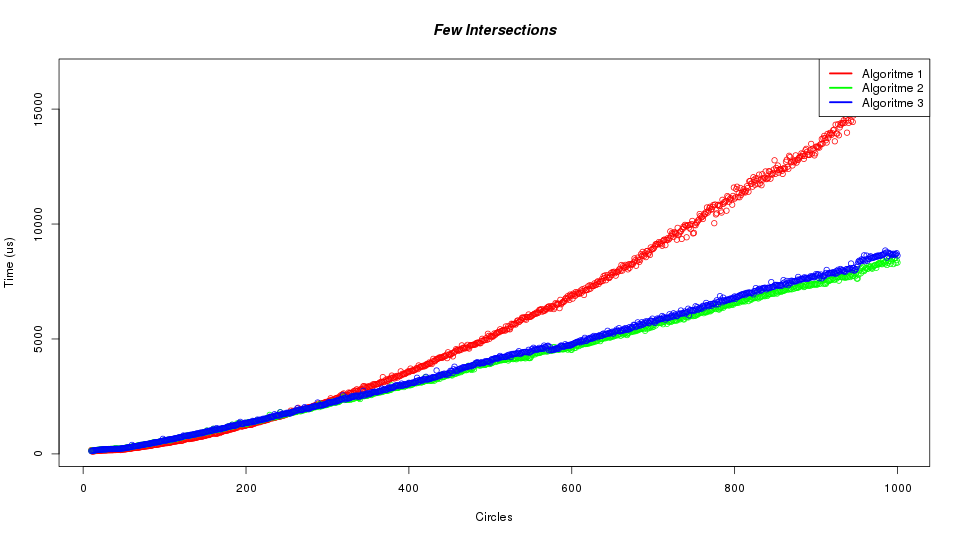 Few Intersections
Algoritme 1
Algoritme 2
Algoritme 3
Time (us)
15000
10000
5000
0
0 200 400 600 800 1000
Circles